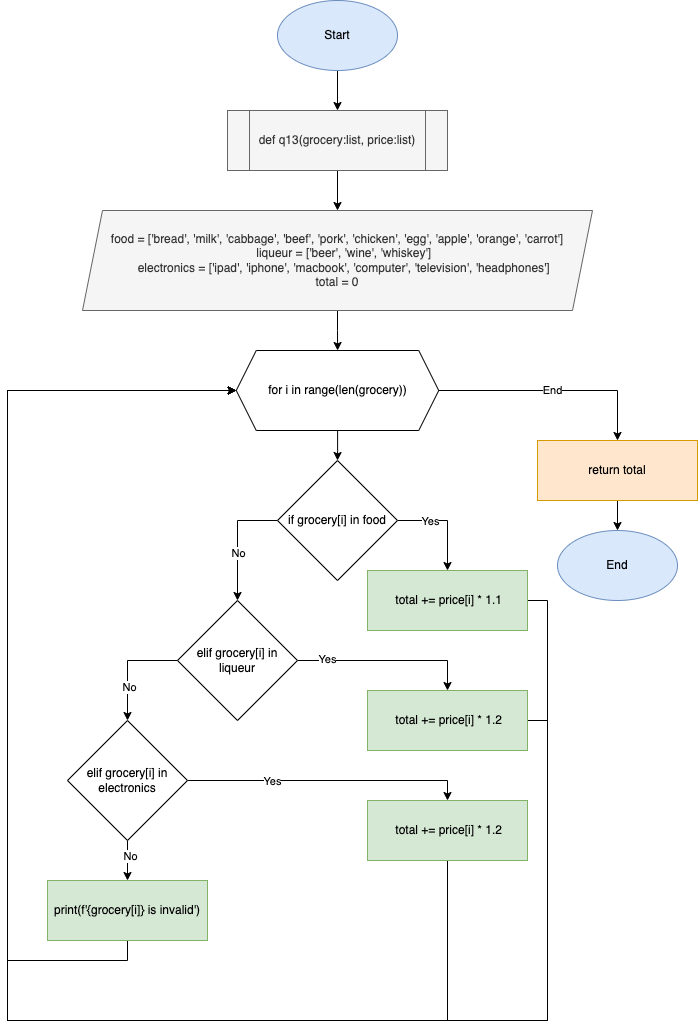 Start
def q13(grocery:list, price:list)
food = ['bread', 'milk', 'cabbage', 'beef', 'pork', 'chicken', 'egg', 'apple', 'orange', 'carrot']
liqueur = ['beer', 'wine', 'whiskey']
electronics = ['ipad', 'iphone', 'macbook', 'computer', 'television', 'headphones']
total = 0
for i in range(len(grocery))
End
return total
End
if grocery[i] in food
Yes
No
total += price[i] * 1.1
elif grocery[i] in
liqueur
Yes
No
total += price[i] * 1.2
elif grocery[i] in
electronics
Yes
No
total += price[i] * 1.2
print(f'{grocery[i]} is invalid')